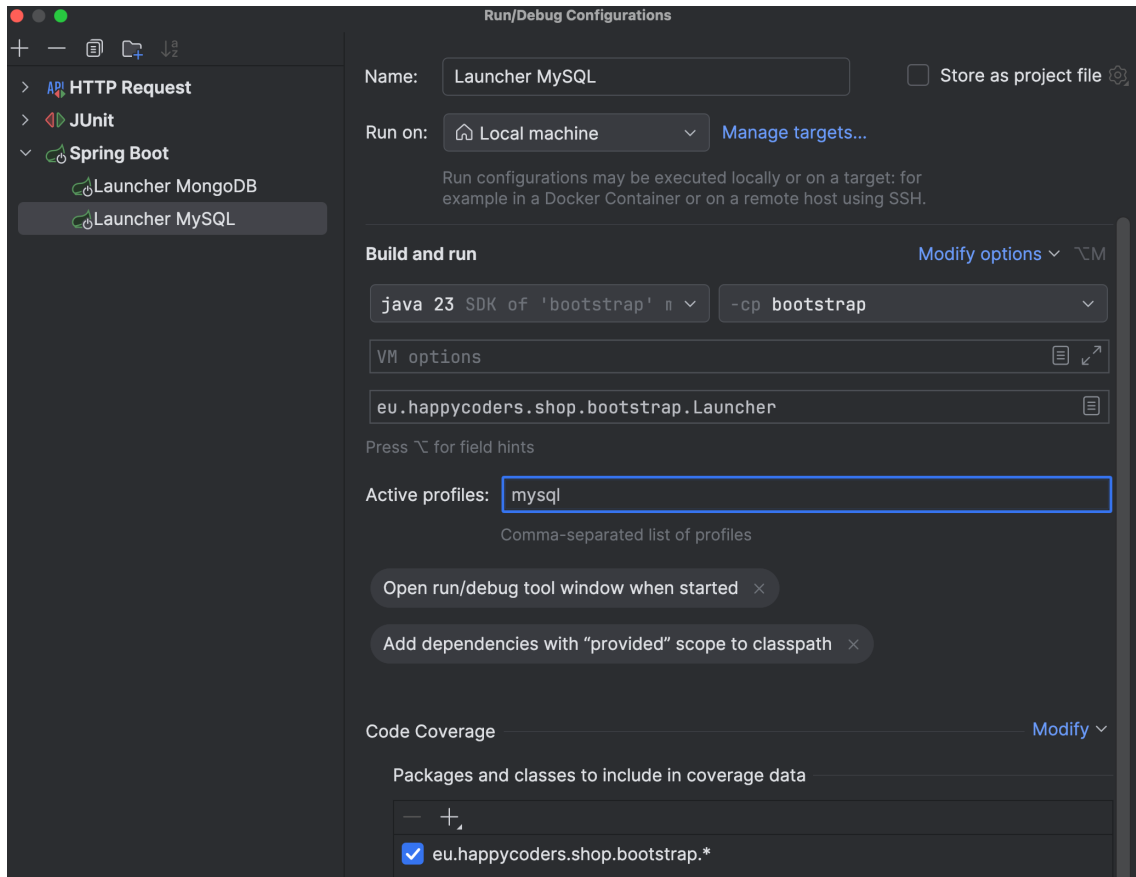 Run/Debug Configurations
HTTP Request
JUnit
Spring Boot
Launcher MongoDB
Launcher MySQL
Name: Launcher MySQL Store as project file
Run on: Local machine Manage targets...
Run configurations may be executed locally or on a target: for
example in a Docker Container or on a remote host using SSH.
Build and run Modify options ⌥M
java 23 SDK of 'bootstrap' -cp bootstrap
VM options
eu.happycoders.shop.bootstrap.Launcher
Press ⌥ for field hints
Active profiles: mysql
Comma-separated list of profiles
Open run/debug tool window when started ×
Add dependencies with “provided” scope to classpath ×
Code Coverage Modify
Packages and classes to include in coverage data
eu.happycoders.shop.bootstrap.*